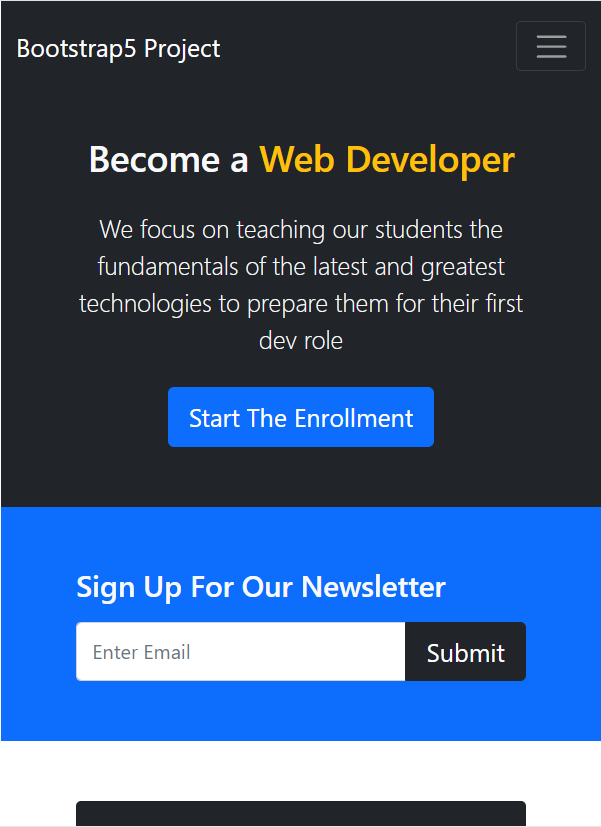 Bootstrap5 Project
Become a Web Developer
We focus on teaching our students the
fundamentals of the latest and greatest
technologies to prepare them for their first
dev role
Start The Enrollment
Sign Up For Our Newsletter
Enter Email
Submit